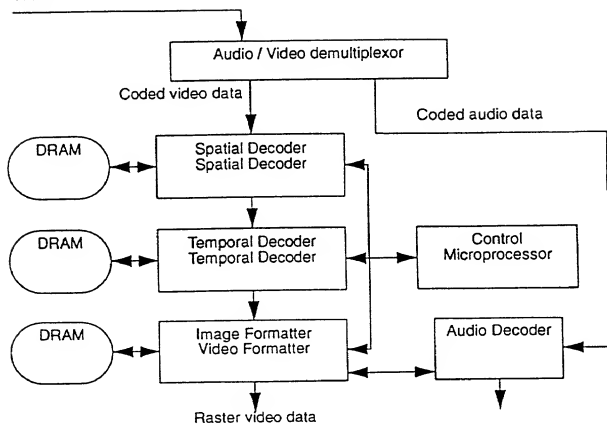 Audio / Video demultiplexor
Coded video data
Coded audio data
DRAM
Spatial Decoder
Spatial Decoder
DRAM
Temporal Decoder
Temporal Decoder
Control
Microprocessor
DRAM
Image Formatter
Video Formatter
Audio Decoder
Raster video data